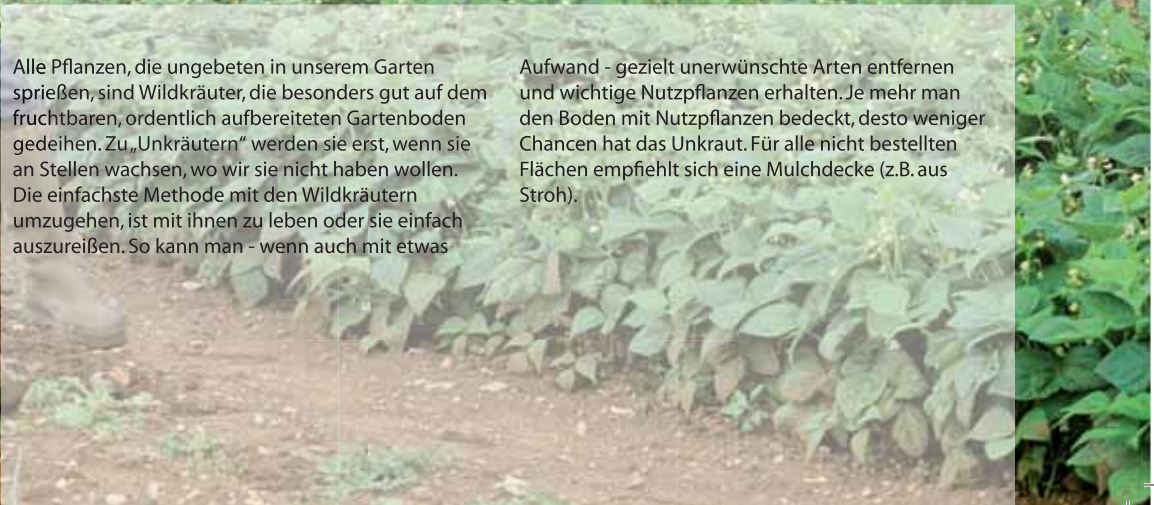 Alle Pflanzen, die ungebeten in unserem Garten
sprießen, sind Wildkräuter, die besonders gut auf dem
fruchtbaren, ordentlich aufbereiteten Gartenboden
gedeihen. Zu „Unkräutern“ werden sie erst, wenn sie
an Stellen wachsen, wo wir sie nicht haben wollen.
Die einfachste Methode mit den Wildkräutern
umzugehen, ist mit ihnen zu leben oder sie einfach
auszureißen. So kann man - wenn auch mit etwas
Aufwand - gezielt unerwünschte Arten entfernen
und wichtige Nutzpflanzen erhalten. Je mehr man
den Boden mit Nutzpflanzen bedeckt, desto weniger
Chancen hat das Unkraut. Für alle nicht bestellten
Flächen empfiehlt sich eine Mulchdecke (z.B. aus
Stroh).